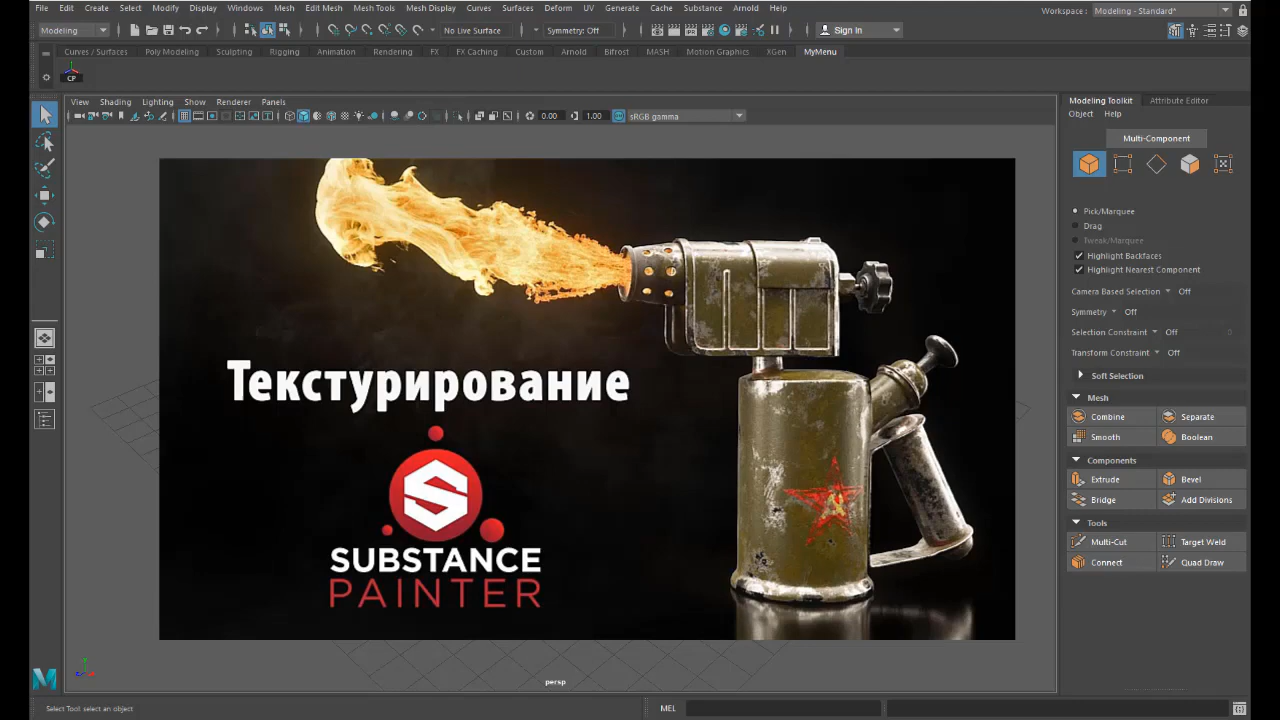 File Edit Create Select Modify Display Windows Mesh Edit Mesh Mesh Tools Mesh Display Curves Surfaces Deform UV Generate Cache Substance Arnold Help
Workspace : Modeling - Standard*
Modeling No Live Surface Symmetry: Off Sign In
Curves / Surfaces Poly Modeling Sculpting Rigging Animation Rendering FX FX Caching Custom Arnold Bifrost MASH Motion Graphics XGen MyMenu
CP
View Shading Lighting Show Renderer Panels
0.00 1.00 sRGB gamma
Modeling Toolkit Attribute Editor
Object Help
Multi-Component
Pick/Marquee
Drag
Tweak/Marquee
Highlight Backfaces
Highlight Nearest Component
Camera Based Selection Off
Symmetry Off
Selection Constraint Off 0
Transform Constraint Off
Soft Selection
Mesh
Combine Separate
Smooth Boolean
Components
Extrude Bevel
Bridge Add Divisions
Tools
Multi-Cut Target Weld
Connect Quad Draw
Текстурирование
SUBSTANCE
PAINTER
persp
Select Tool: select an object
MEL